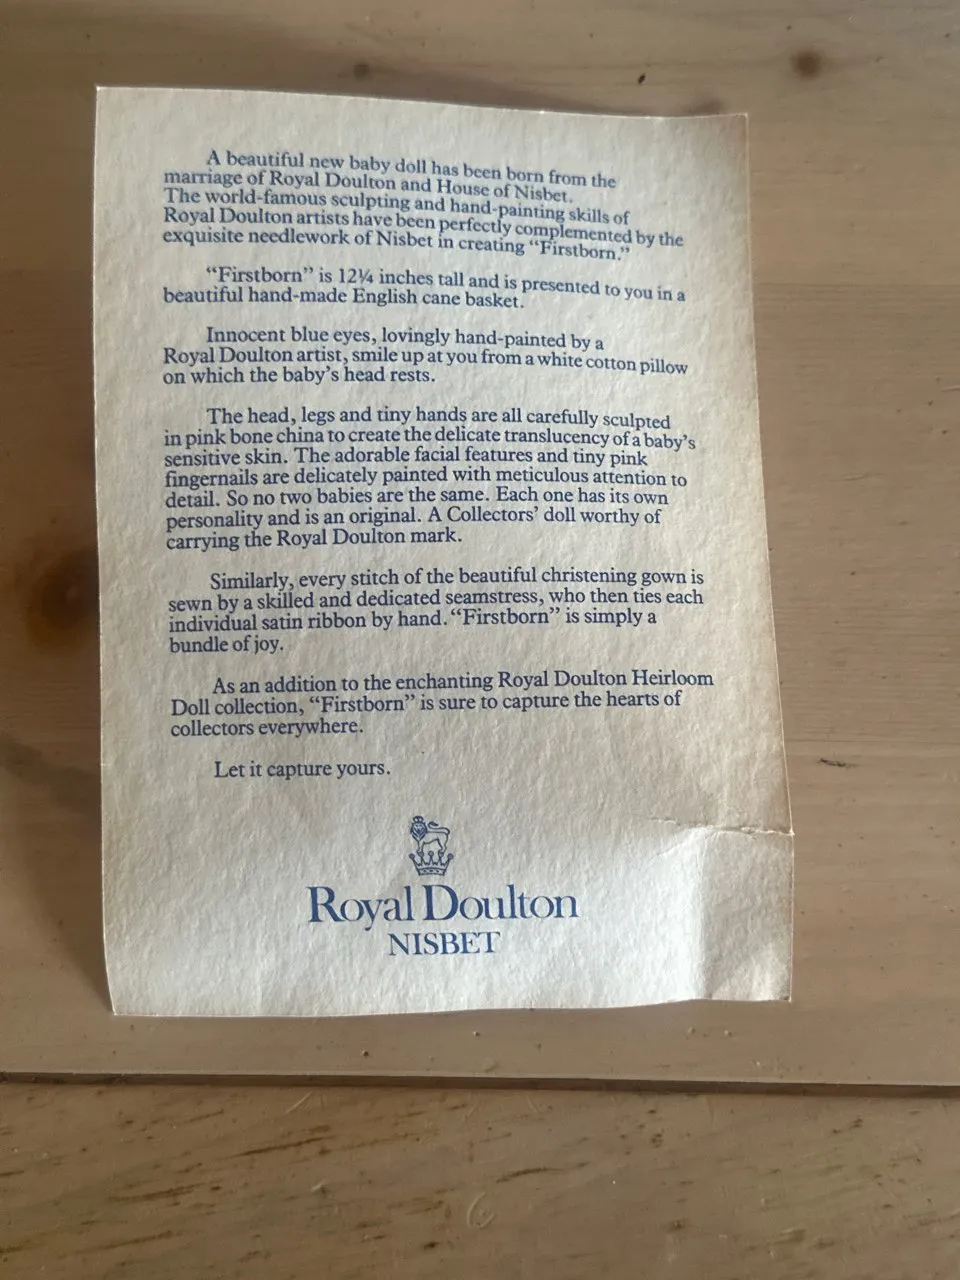 A beautiful new baby doll has been born from the
marriage of Royal Doulton and House of Nisbet.
The world-famous sculpting and hand-painting skills of
Royal Doulton artists have been perfectly complemented by the
exquisite needlework of Nisbet in creating “Firstborn.”
“Firstborn” is 12¼ inches tall and is presented to you in a
beautiful hand-made English cane basket.
Innocent blue eyes, lovingly hand-painted by a
Royal Doulton artist, smile up at you from a white cotton pillow
on which the baby’s head rests.
The head, legs and tiny hands are all carefully sculpted
in pink bone china to create the delicate translucency of a baby’s
sensitive skin. The adorable facial features and tiny pink
fingernails are delicately painted with meticulous attention to
detail. So no two babies are the same. Each one has its own
personality and is an original. A Collectors’ doll worthy of
carrying the Royal Doulton mark.
Similarly, every stitch of the beautiful christening gown is
sewn by a skilled and dedicated seamstress, who then ties each
individual satin ribbon by hand. “Firstborn” is simply a
bundle of joy.
As an addition to the enchanting Royal Doulton Heirloom
Doll collection, “Firstborn” is sure to capture the hearts of
collectors everywhere.
Let it capture yours.
Royal Doulton
NISBET